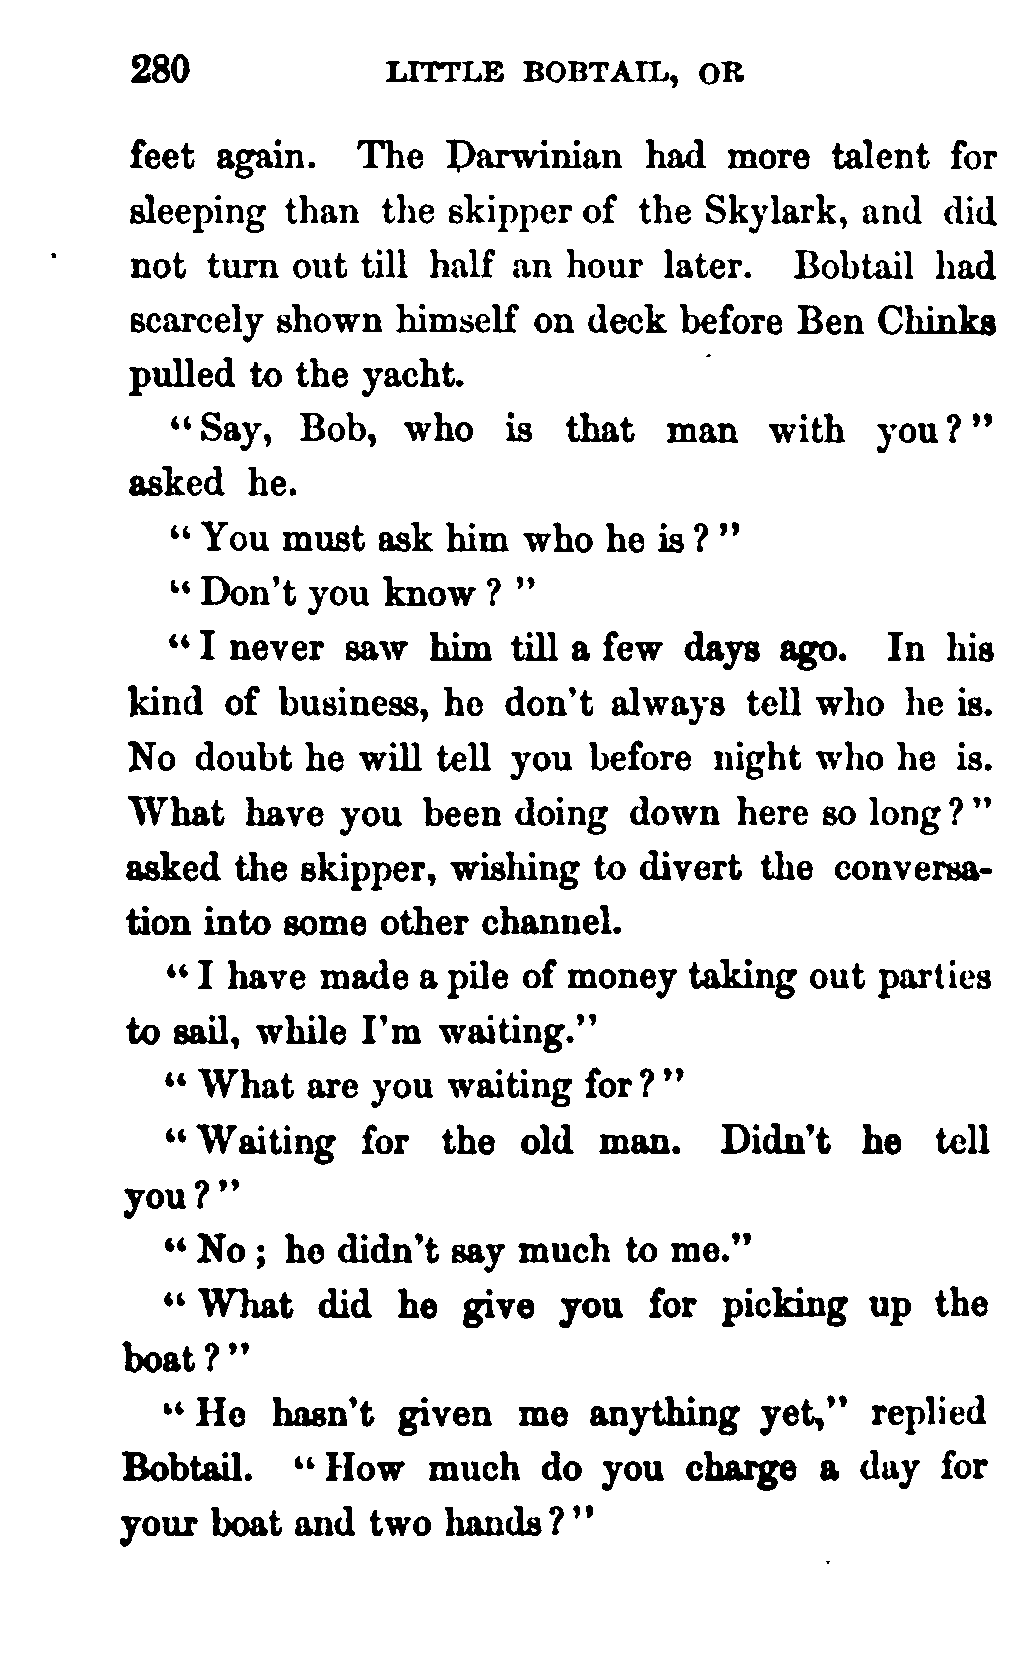 280 LITTLE BOBTAIL, OR
feet again. The Darwinian had more talent for
sleeping than the skipper of the Skylark, and did
not turn out till half an hour later. Bobtail had
scarcely shown himself on deck before Ben Chinks
pulled to the yacht.
“Say, Bob, who is that man with you?”
asked he.
“You must ask him who he is?”
“Don't you know?”
“I never saw him till a few days ago. In his
kind of business, he don't always tell who he is.
No doubt he will tell you before night who he is.
What have you been doing down here so long?”
asked the skipper, wishing to divert the conversa-
tion into some other channel.
“I have made a pile of money taking out parties
to sail, while I'm waiting.”
“What are you waiting for?”
“Waiting for the old man. Didn't he tell
you?”
“No; he didn't say much to me.”
“What did he give you for picking up the
boat?”
“He hasn't given me anything yet,” replied
Bobtail. “How much do you charge a day for
your boat and two hands?”